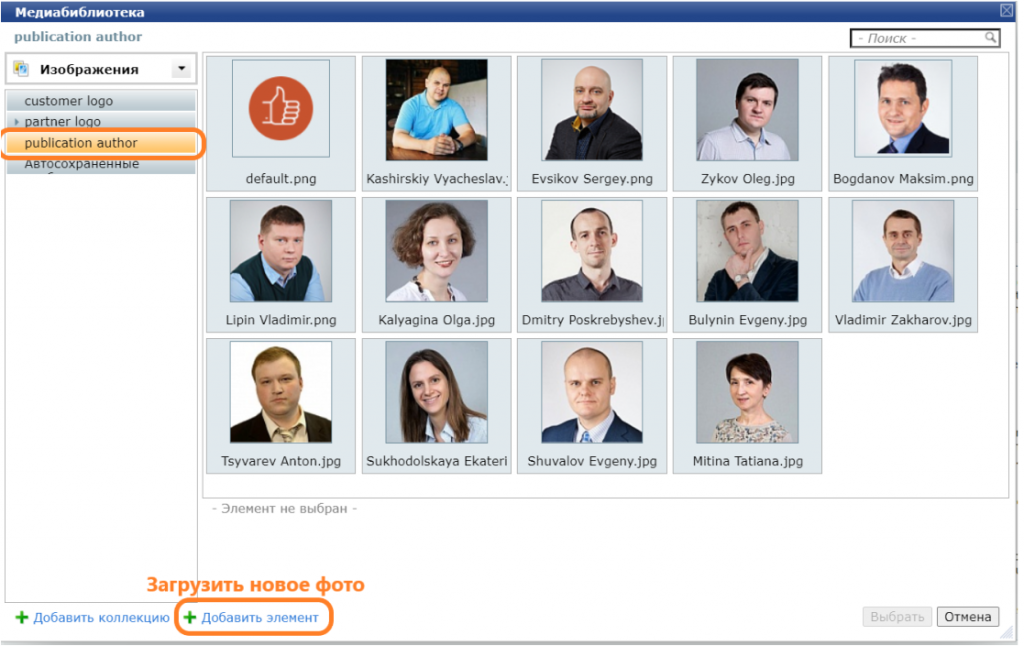 Медиабиблиотека
publication author
- Поиск -
Изображения
customer logo
partner logo
publication author
Автосохраненные
default.png
Kashirskiy Vyacheslav.
Evsikov Sergey.png
Zykov Oleg.jpg
Bogdanov Maksim.png
Lipin Vladimir.png
Kalyagina Olga.jpg
Dmitry Poskrebyshev.j
Bulynin Evgeny.jpg
Vladimir Zakharov.jpg
Tsyvarev Anton.jpg
Sukhodolskaya Ekateri
Shuvalov Evgeny.jpg
Mitina Tatiana.jpg
- Элемент не выбран -
Загрузить новое фото
Добавить коллекцию
Добавить элемент
Выбрать
Отмена